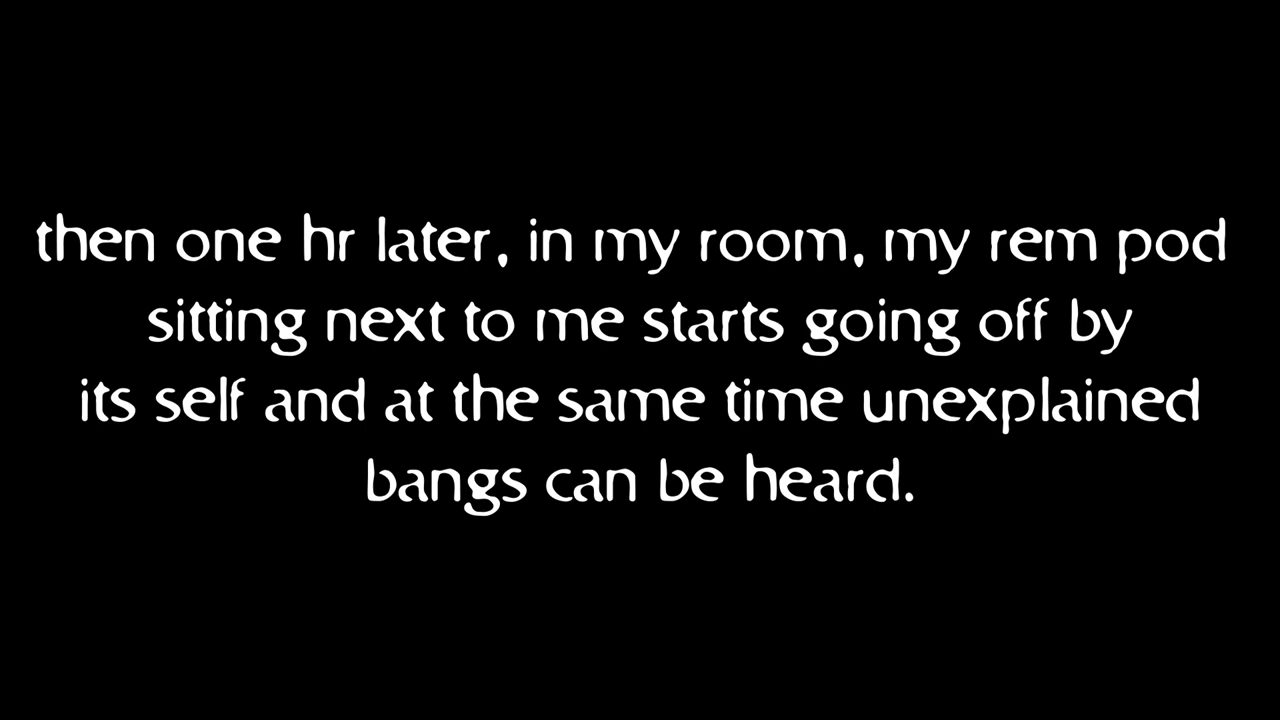 then one hr later, in my room, my rem pod
sitting next to me starts going off by
its self and at the same time unexplained
bangs can be heard.